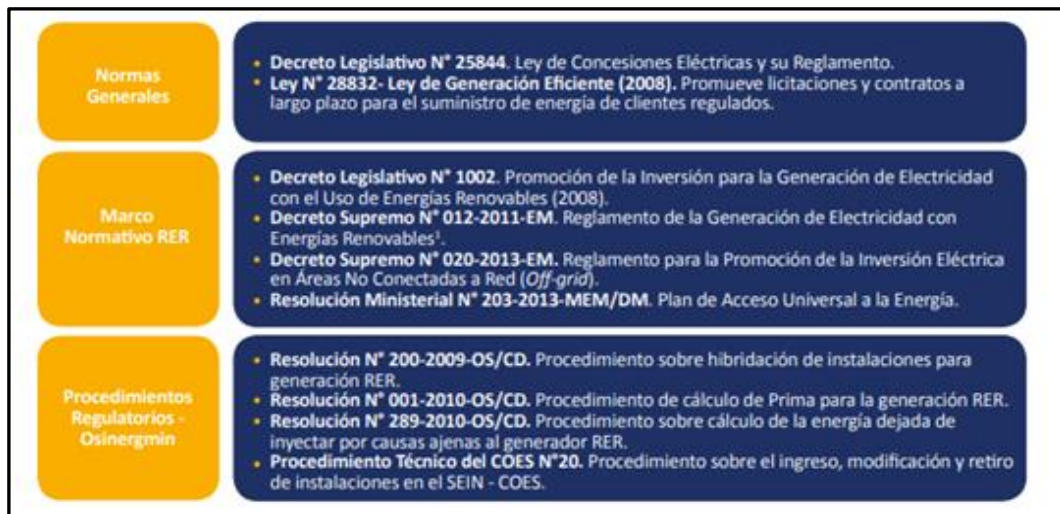 Normas
Generales
• Decreto Legislativo N° 25844. Ley de Concesiones Eléctricas y su Reglamento.
• Ley N° 28832- Ley de Generación Eficiente (2008). Promueve licitaciones y contratos a
largo plazo para el suministro de energía de clientes regulados.
Marco
Normativo RER
• Decreto Legislativo N° 1002. Promoción de la Inversión para la Generación de Electricidad
con el Uso de Energías Renovables (2008).
• Decreto Supremo N° 012-2011-EM. Reglamento de la Generación de Electricidad con
Energías Renovables¹.
• Decreto Supremo N° 020-2013-EM. Reglamento para la Promoción de la Inversión Eléctrica
en Áreas No Conectadas a Red (Off-grid).
• Resolución Ministerial N° 203-2013-MEM/DM. Plan de Acceso Universal a la Energía.
Procedimientos
Regulatorios -
Osinergmin
• Resolución N° 200-2009-OS/CD. Procedimiento sobre hibridación de instalaciones para
generación RER.
• Resolución N° 001-2010-OS/CD. Procedimiento de cálculo de Prima para la generación RER.
• Resolución N° 289-2010-OS/CD. Procedimiento sobre cálculo de la energía dejada de
inyectar por causas ajenas al generador RER.
• Procedimiento Técnico del COES N°20. Procedimiento sobre el ingreso, modificación y retiro
de instalaciones en el SEIN - COES.